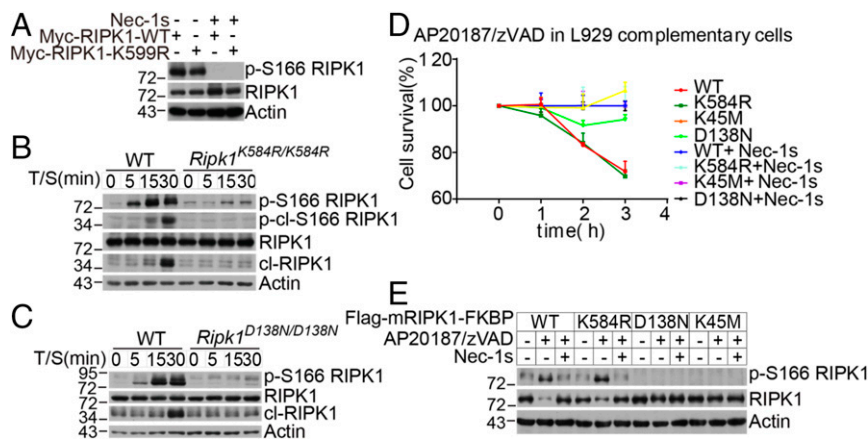 A
Nec-1s - - + +
Myc-RIPK1-WT + - + -
Myc-RIPK1-K599R - + - +
72 p-S166 RIPK1
72 RIPK1
43 Actin
B
WT Ripk1K584R/K584R
T/S(min) 0 5 1530 0 5 15 30
72 p-S166 RIPK1
34 p-cl-S166 RIPK1
72 RIPK1
34 cl-RIPK1
43 Actin
C
WT Ripk1D138N/D138N
T/S(min) 0 5 1530 0 5 15 30
95
72 p-S166 RIPK1
72 RIPK1
34 cl-RIPK1
43 Actin
D
AP20187/zVAD in L929 complementary cells
Cell survival(%)
120
100
80
60
0 1 2 3
time( h)
WT
K584R
K45M
D138N
WT+ Nec-1s
K584R+Nec-1s
K45M+ Nec-1s
D138N+Nec-1s
E
Flag-mRIPK1-FKBP WT K584R D138N K45M
AP20187/zVAD - + + - + + - + + - + +
Nec-1s - - + - - + - - + - - +
72 p-S166 RIPK1
72 RIPK1
43 Actin